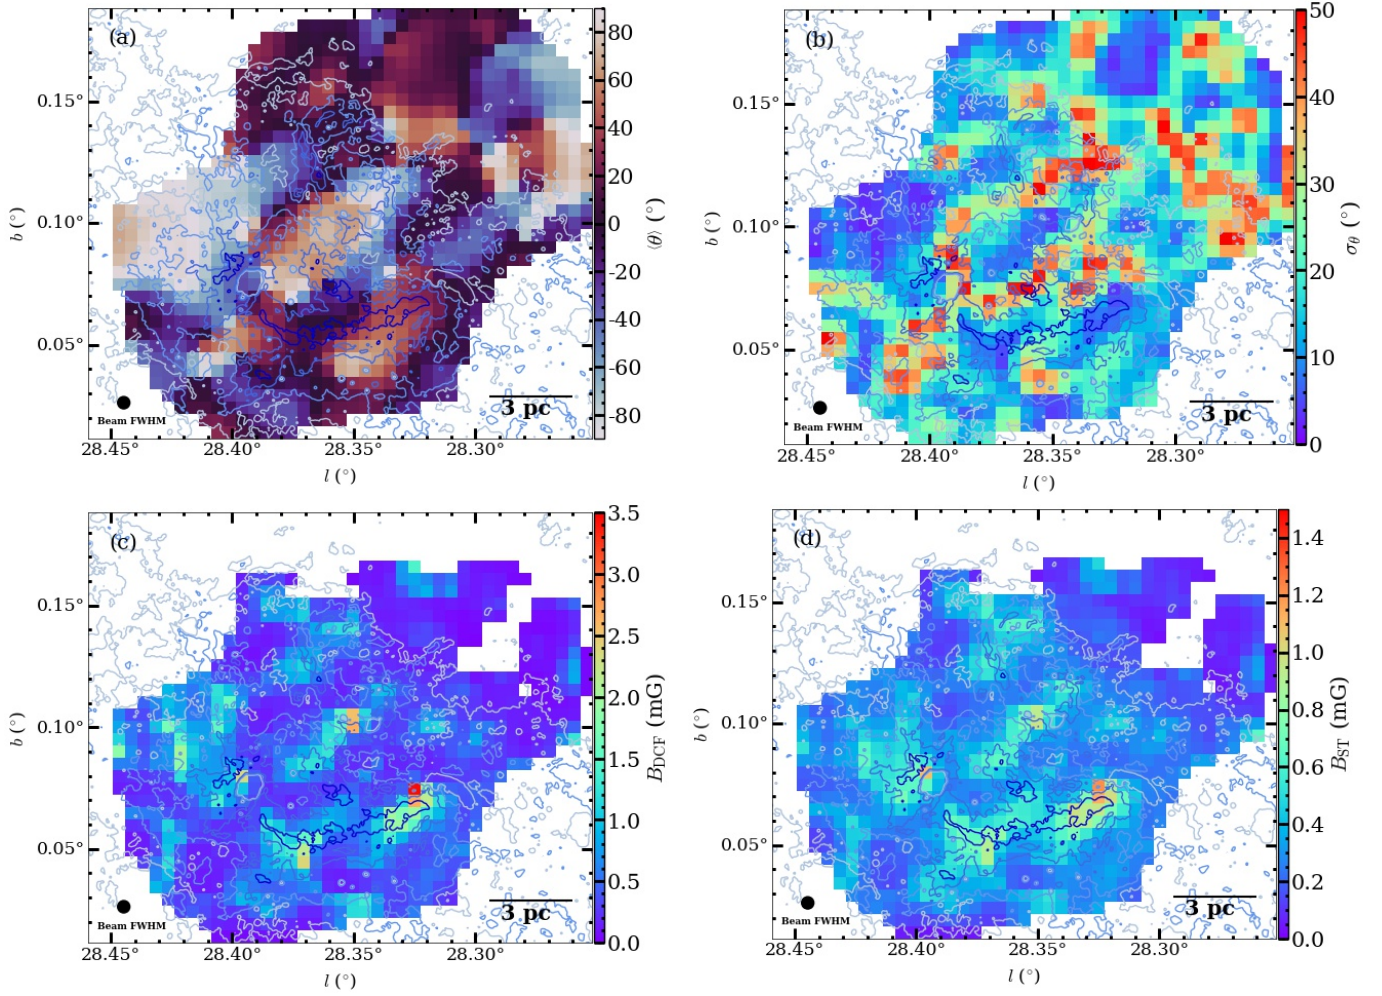 (a)
0.15°
0.10°
0.05°
b (°)
28.45°
28.40°
28.35°
28.30°
l (°)
Beam FWHM
3 pc
80
60
40
20
0
-20
-40
-60
-80
⟨θ⟩ (°)
(b)
0.15°
0.10°
0.05°
b (°)
28.45°
28.40°
28.35°
28.30°
l (°)
Beam FWHM
3 pc
50
40
30
20
10
0
σθ (°)
(c)
0.15°
0.10°
0.05°
b (°)
28.45°
28.40°
28.35°
28.30°
l (°)
Beam FWHM
3 pc
3.5
3.0
2.5
2.0
1.5
1.0
0.5
0.0
BDCF (mG)
(d)
0.15°
0.10°
0.05°
b (°)
28.45°
28.40°
28.35°
28.30°
l (°)
Beam FWHM
3 pc
1.4
1.2
1.0
0.8
0.6
0.4
0.2
0.0
BST (mG)